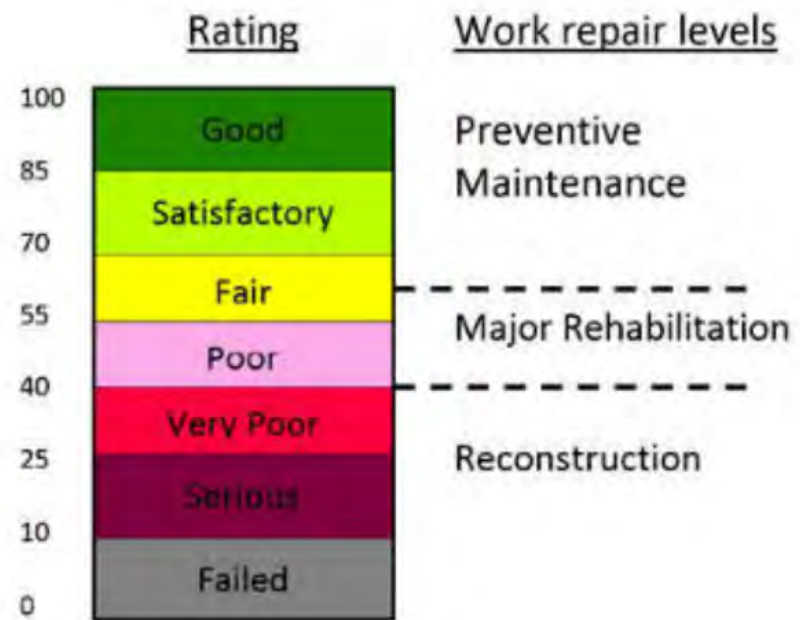 Rating
Work repair levels
100
Good
Preventive
Maintenance
85
Satisfactory
70
Fair
55
Major Rehabilitation
Poor
40
Very Poor
25
Reconstruction
Serious
10
Failed
0